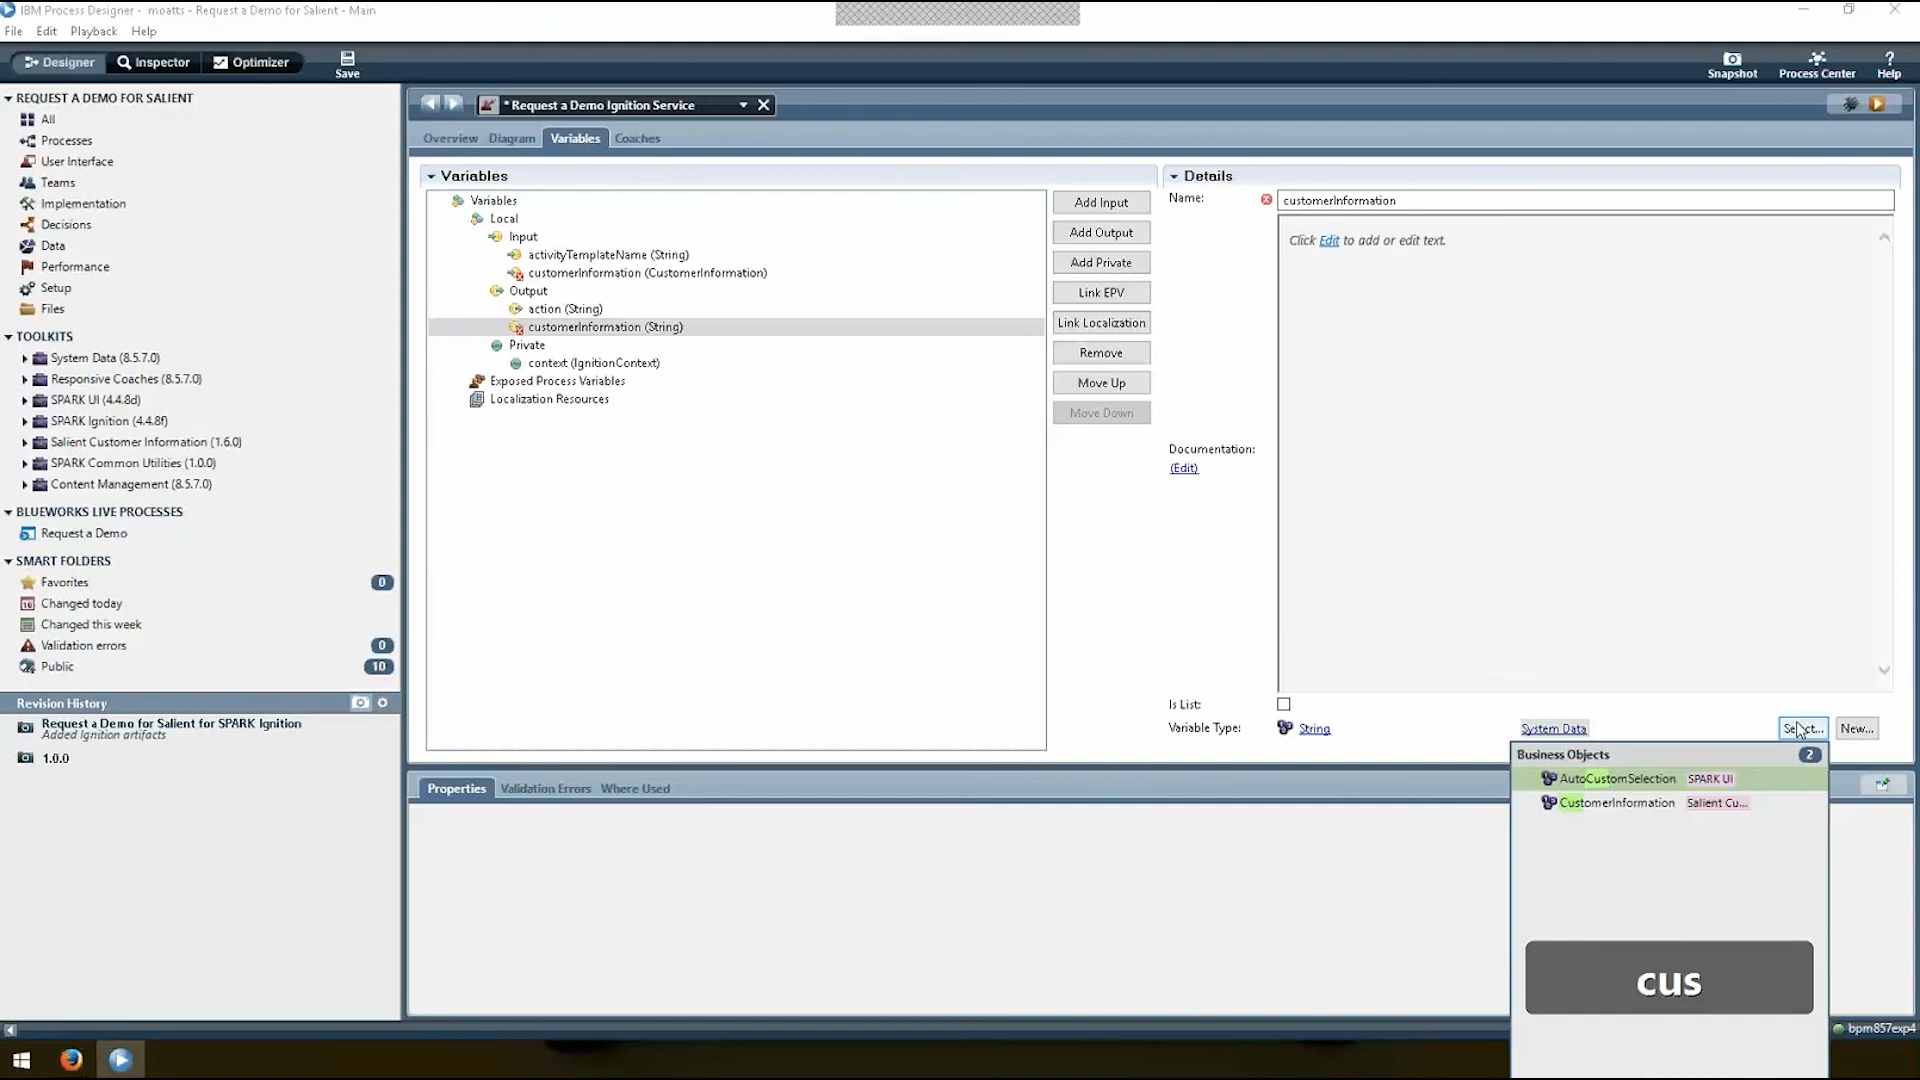 IBM Process Designer - moatts - Request a Demo for Salient - Main
File Edit Playback Help
Designer Inspector Optimizer Save Snapshot Process Center Help
REQUEST A DEMO FOR SALIENT
All
Processes
User Interface
Teams
Implementation
Decisions
Data
Performance
Setup
Files
TOOLKITS
System Data (8.5.7.0)
Responsive Coaches (8.5.7.0)
SPARK UI (4.4.8d)
SPARK Ignition (4.4.8f)
Salient Customer Information (1.6.0)
SPARK Common Utilities (1.0.0)
Content Management (8.5.7.0)
BLUEWORKS LIVE PROCESSES
Request a Demo
SMART FOLDERS
Favorites 0
Changed today
Changed this week
Validation errors 0
Public 10
Revision History
Request a Demo for Salient for SPARK Ignition
Added Ignition artifacts
1.0.0
* Request a Demo Ignition Service
Overview Diagram Variables Coaches
Variables
Variables
Local
Input
activityTemplateName (String)
customerInformation (CustomerInformation)
Output
action (String)
customerInformation (String)
Private
context (IgnitionContext)
Exposed Process Variables
Localization Resources
Add Input
Add Output
Add Private
Link EPV
Link Localization
Remove
Move Up
Move Down
Details
Name: customerInformation
Click Edit to add or edit text.
Documentation:
(Edit)
Is List:
Variable Type: String System Data Select... New...
Business Objects 2
AutoCustomSelection SPARK UI
CustomerInformation Salient Cu...
cus
Properties Validation Errors Where Used
bpm857exp4